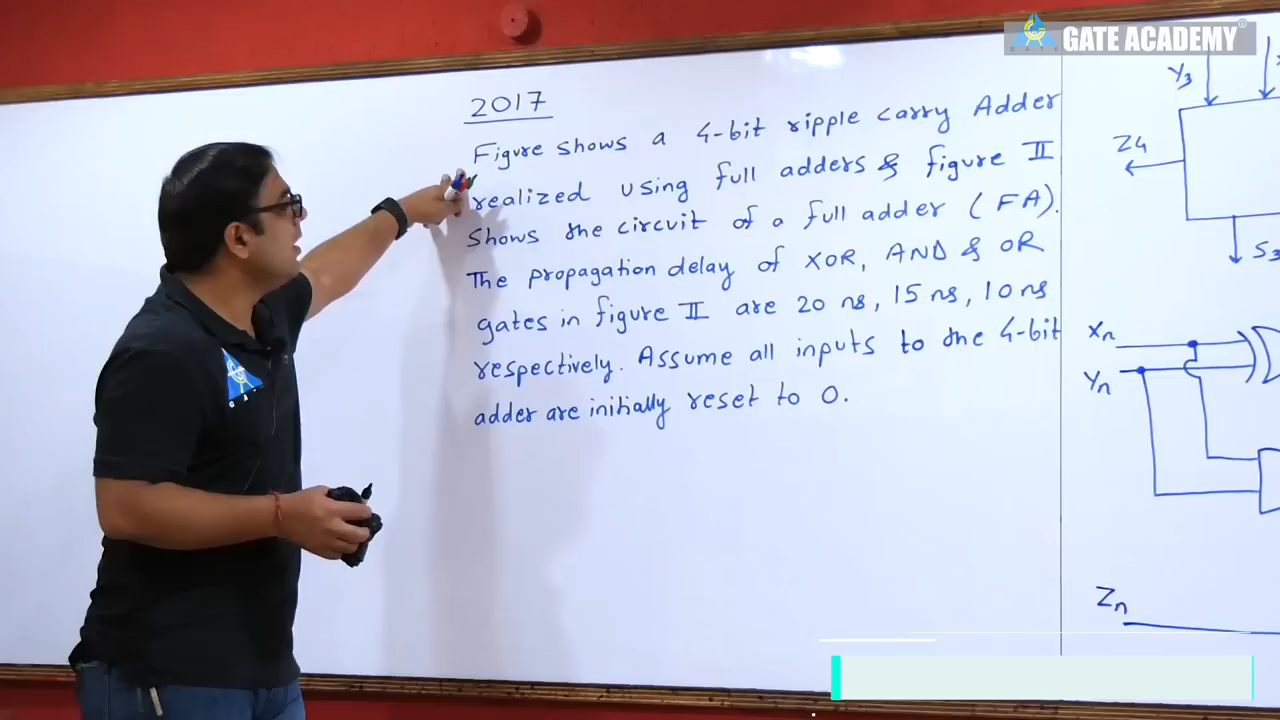 GATE ACADEMY®
2017
Figure shows a 4-bit ripple carry Adder
realized using full adders & figure II
Shows the circuit of a full adder (FA).
The propagation delay of XOR, AND & OR
gates in figure II are 20 ns, 15 ns, 10 ns
respectively. Assume all inputs to the 4-bit
adder are initially reset to 0.
Y3
Z4
S3
Xn
Yn
Zn